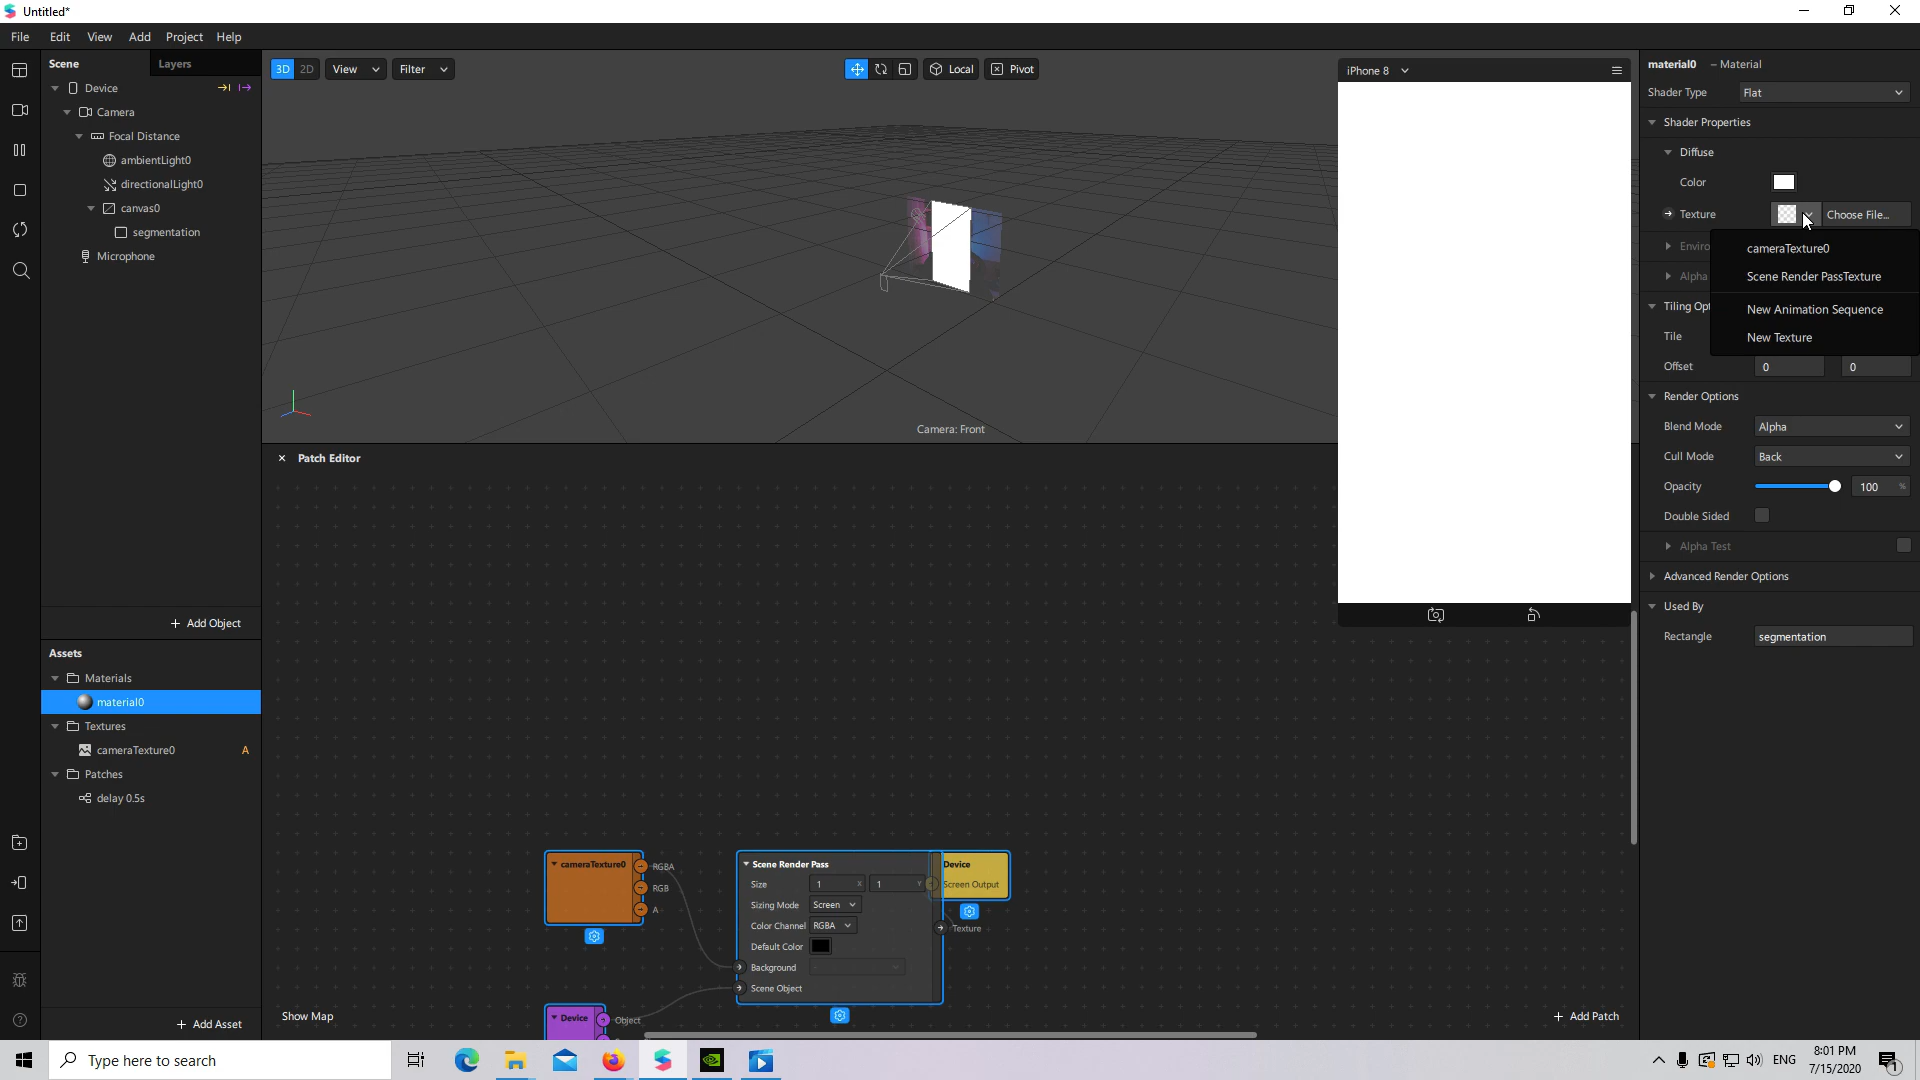 Untitled*
File Edit View Add Project Help
Scene Layers
Device
Camera
Focal Distance
ambientLight0
directionalLight0
canvas0
segmentation
Microphone
+ Add Object
Assets
Materials
material0
Textures
cameraTexture0 A
Patches
delay 0.5s
+ Add Asset
3D 2D View Filter
Local Pivot
Camera: Front
iPhone 8
× Patch Editor
cameraTexture0
RGBA
RGB
A
Scene Render Pass
Size 1 X 1 Y
Sizing Mode Screen
Color Channel RGBA
Default Color
Background
Scene Object
Texture
Device
Screen Output
Device
Object
Show Map
+ Add Patch
material0 – Material
Shader Type Flat
Shader Properties
Diffuse
Color
Texture Choose File...
Enviro
Alpha
cameraTexture0
Scene Render PassTexture
New Animation Sequence
New Texture
Tiling Opt
Tile
Offset 0 0
Render Options
Blend Mode Alpha
Cull Mode Back
Opacity 100 %
Double Sided
Alpha Test
Advanced Render Options
Used By
Rectangle segmentation
Type here to search
ENG
8:01 PM
7/15/2020
1